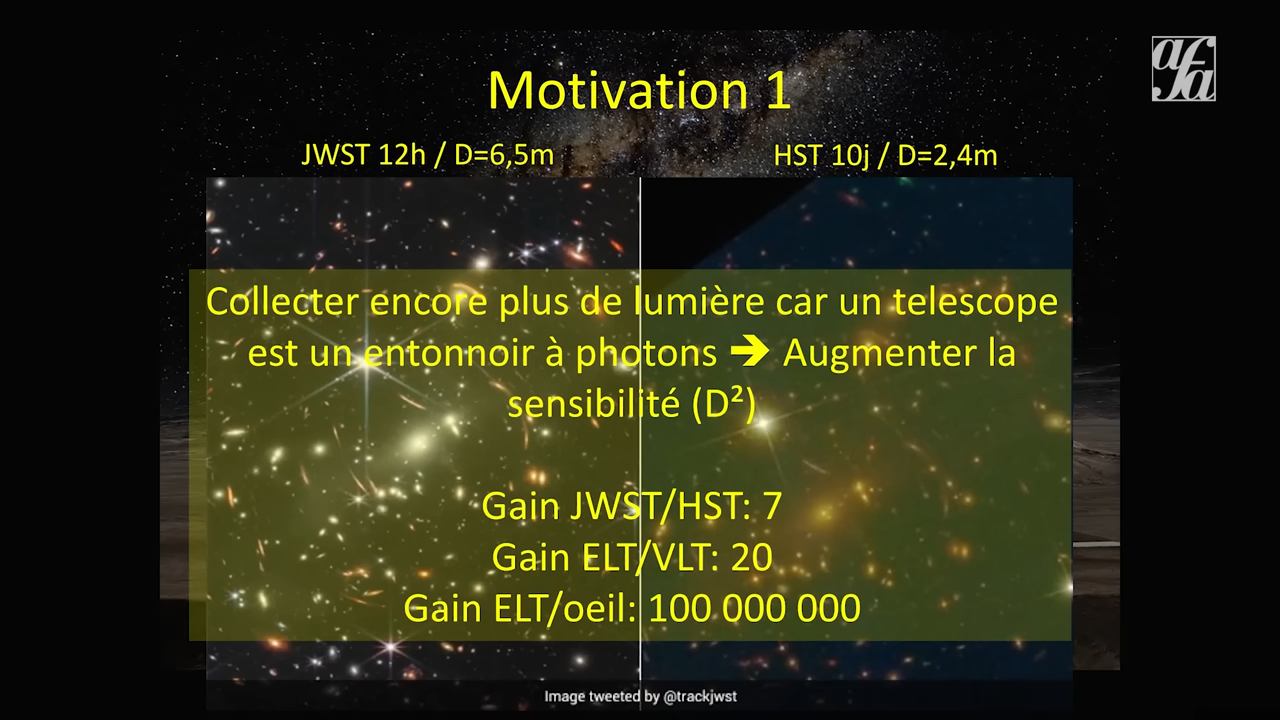 afa
Motivation 1
JWST 12h / D=6,5m
HST 10j / D=2,4m
Collecter encore plus de lumière car un telescope
est un entonnoir à photons ➔ Augmenter la
sensibilité (D²)
Gain JWST/HST: 7
Gain ELT/VLT: 20
Gain ELT/oeil: 100 000 000
Image tweeted by @trackjwst